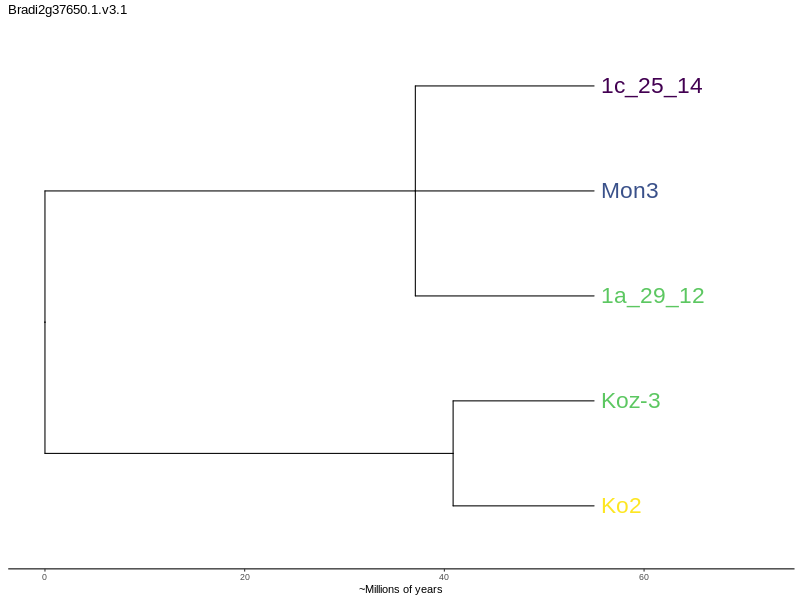 Bradi2g37650.1.v3.1
1c_25_14
Mon3
1a_29_12
Koz-3
Ko2
0 20 40 60
~Millions of years